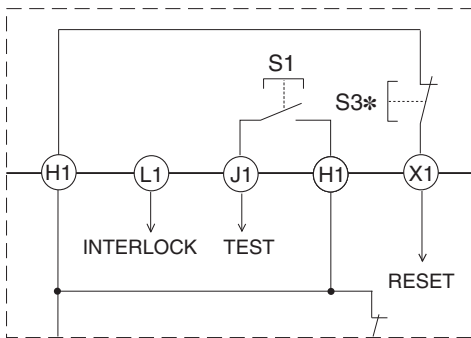 S1
S3*
H1 L1 J1 H1 X1
INTERLOCK TEST
RESET